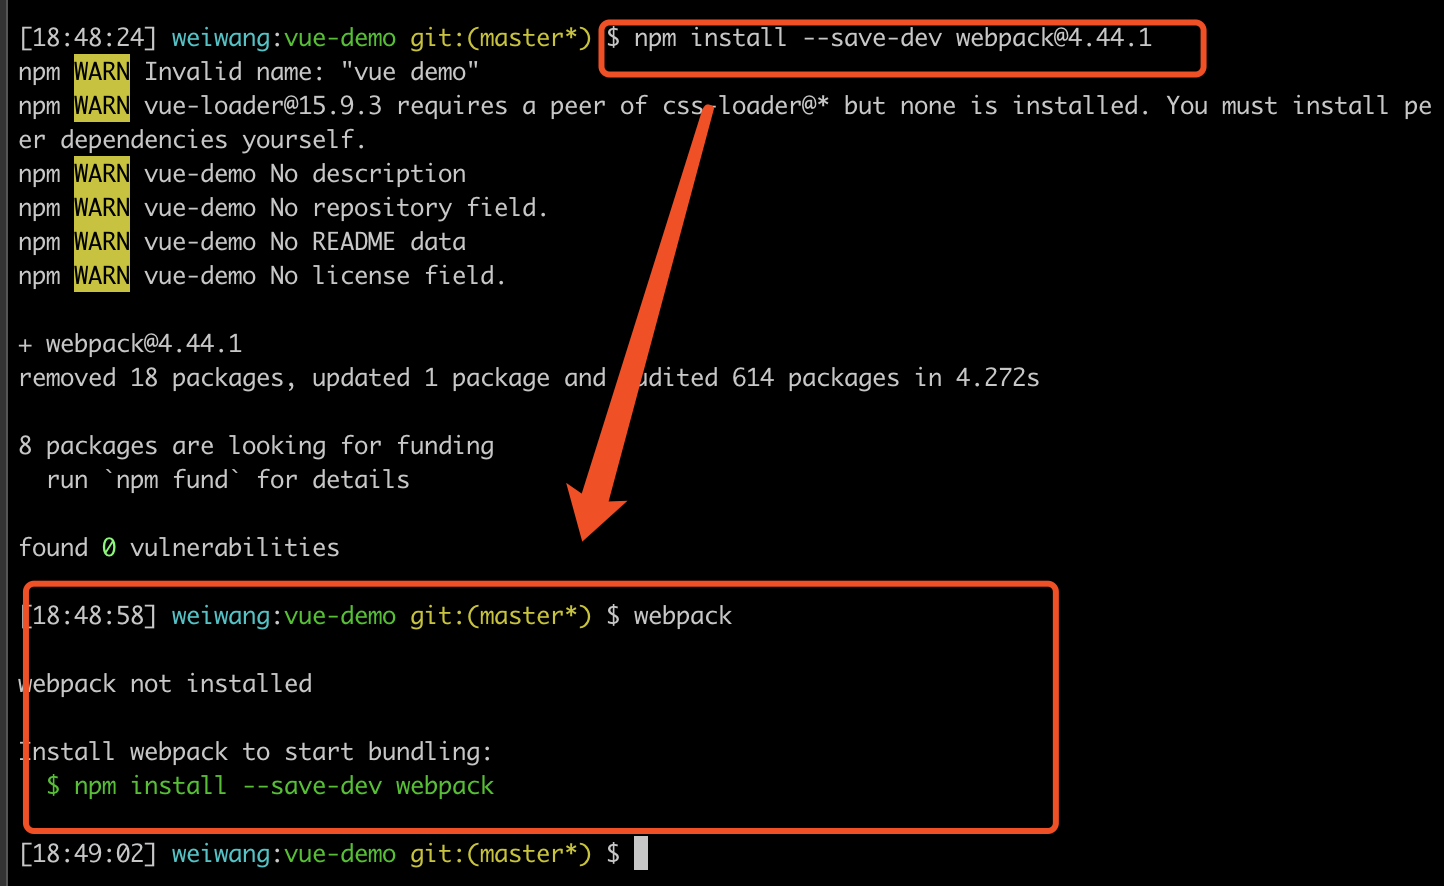 [18:48:24] weiwang:vue-demo git:(master*) $ npm install --save-dev webpack@4.44.1
npm WARN Invalid name: "vue demo"
npm WARN vue-loader@15.9.3 requires a peer of css-loader@* but none is installed. You must install pe
er dependencies yourself.
npm WARN vue-demo No description
npm WARN vue-demo No repository field.
npm WARN vue-demo No README data
npm WARN vue-demo No license field.
+ webpack@4.44.1
removed 18 packages, updated 1 package and audited 614 packages in 4.272s
8 packages are looking for funding
run `npm fund` for details
found 0 vulnerabilities
[18:48:58] weiwang:vue-demo git:(master*) $ webpack
webpack not installed
Install webpack to start bundling:
$ npm install --save-dev webpack
[18:49:02] weiwang:vue-demo git:(master*) $